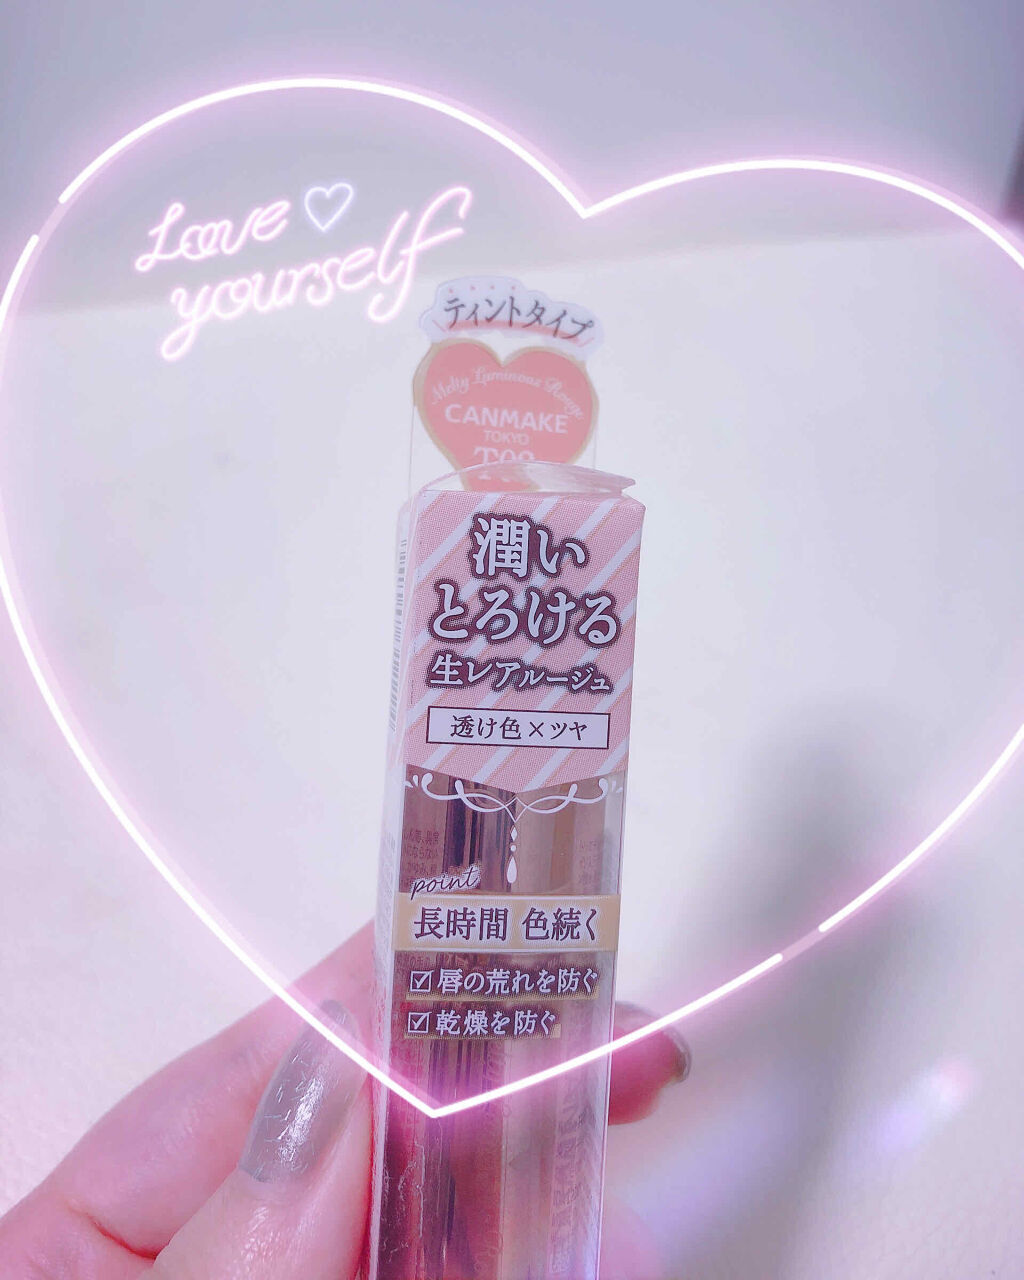 Love ♡
yourself
ティントタイプ
Melty Luminous Rouge
CANMAKE
TOKYO
潤い
とろける
生レアルージュ
透け色×ツヤ
point
長時間 色続く
☑唇の荒れを防ぐ
☑乾燥を防ぐ